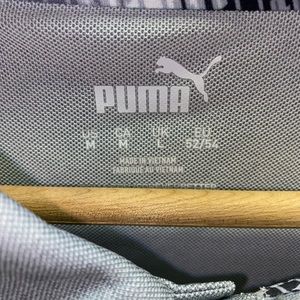 PUMA
US CA UK EU
M M L 52/54
MADE IN VIETNAM
FABRIQUÉ AU VIETNAM